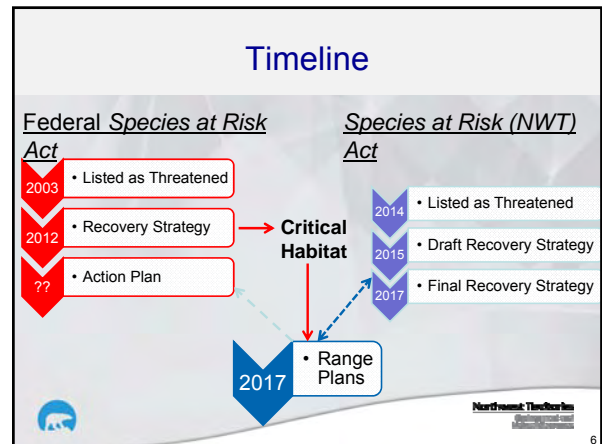 Timeline
Federal Species at Risk
Act
2003
• Listed as Threatened
2012
• Recovery Strategy
??
• Action Plan
Critical
Habitat
Species at Risk (NWT)
Act
2014
• Listed as Threatened
2015
• Draft Recovery Strategy
2017
• Final Recovery Strategy
2017
• Range
Plans
Northwest Territories
6